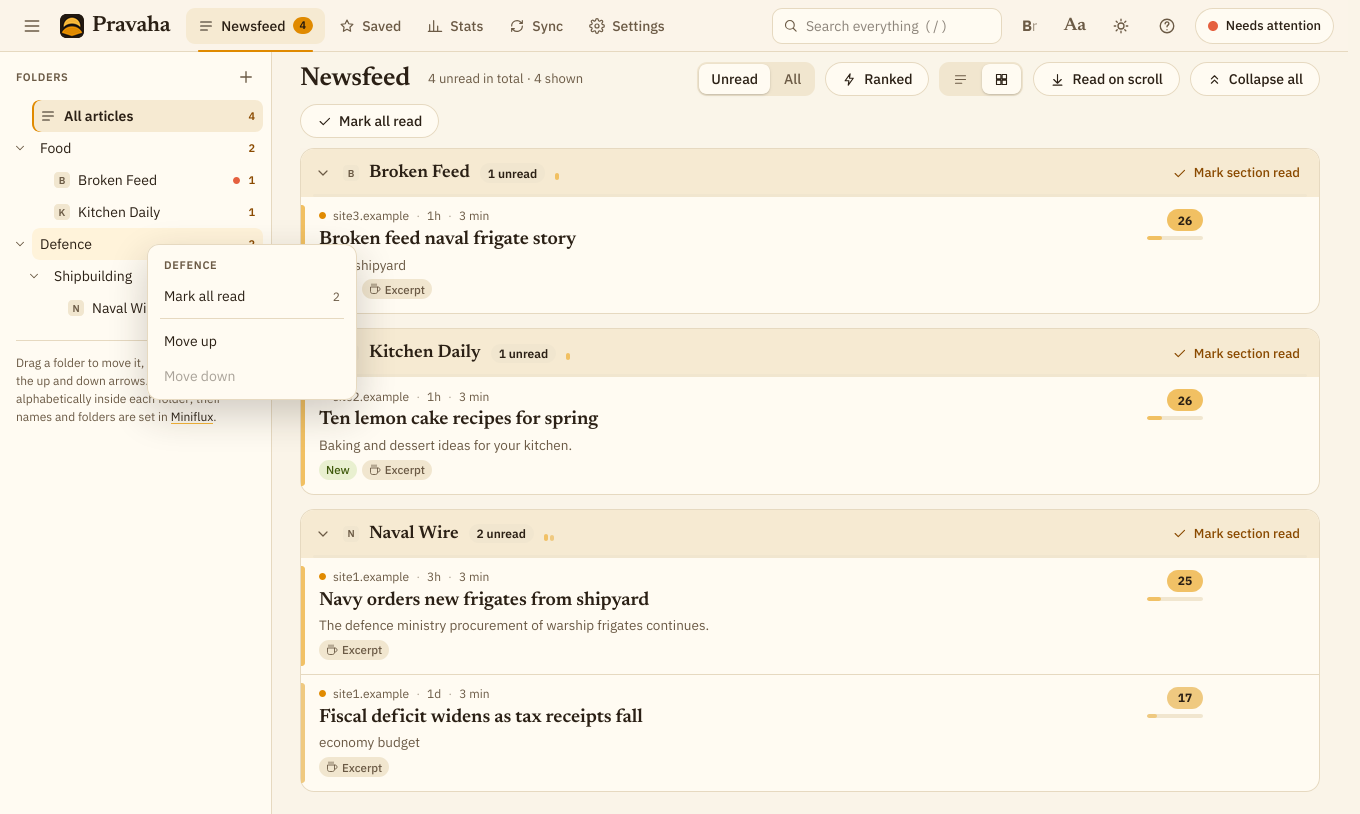 Pravaha
Newsfeed 4
Saved
Stats
Sync
Settings
Search everything ( / )
Br
Aa
Needs attention
FOLDERS
All articles 4
Food 2
B Broken Feed 1
K Kitchen Daily 1
Defence
Shipbuilding
N Naval Wi
Drag a folder to move it,
the up and down arrows.
alphabetically inside each folder, their
names and folders are set in Miniflux.
DEFENCE
Mark all read 2
Move up
Move down
Newsfeed 4 unread in total · 4 shown
Unread All
Ranked
Read on scroll
Collapse all
Mark all read
B Broken Feed 1 unread Mark section read
site3.example · 1h · 3 min 26
Broken feed naval frigate story
shipyard
Excerpt
Kitchen Daily 1 unread Mark section read
site2.example · 1h · 3 min 26
Ten lemon cake recipes for spring
Baking and dessert ideas for your kitchen.
New Excerpt
N Naval Wire 2 unread Mark section read
site1.example · 3h · 3 min 25
Navy orders new frigates from shipyard
The defence ministry procurement of warship frigates continues.
Excerpt
site1.example · 1d · 3 min 17
Fiscal deficit widens as tax receipts fall
economy budget
Excerpt